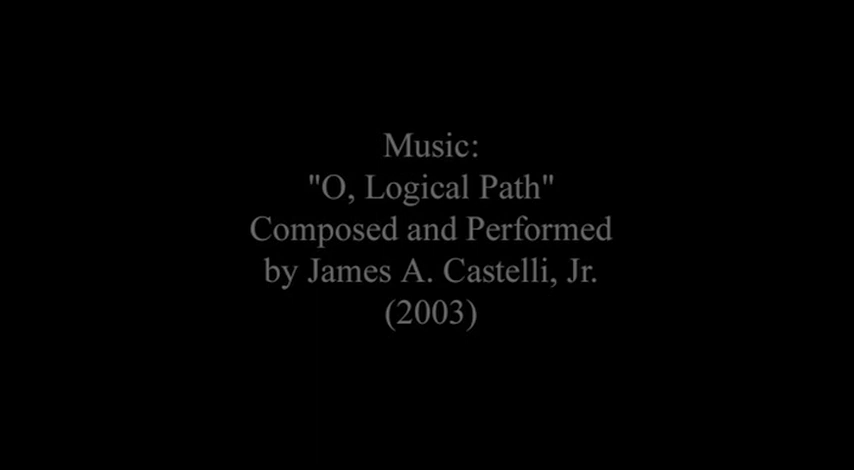 Music:
"O, Logical Path"
Composed and Performed
by James A. Castelli, Jr.
(2003)